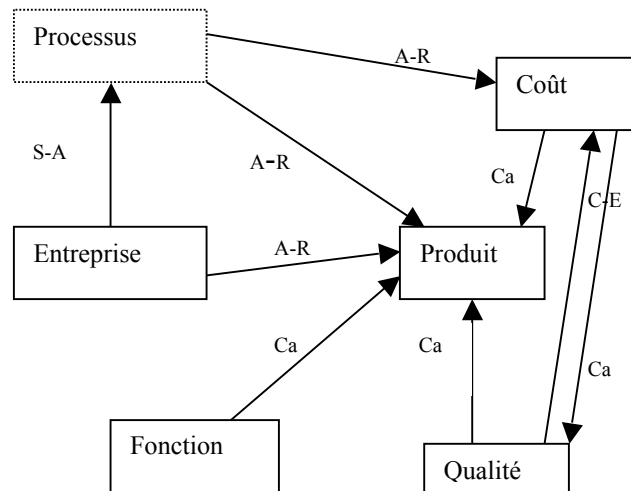 Processus
A-R
Coût
S-A
A-R
Ca
C-E
Entreprise
A-R
Produit
Ca
Ca
Ca
Fonction
Qualité